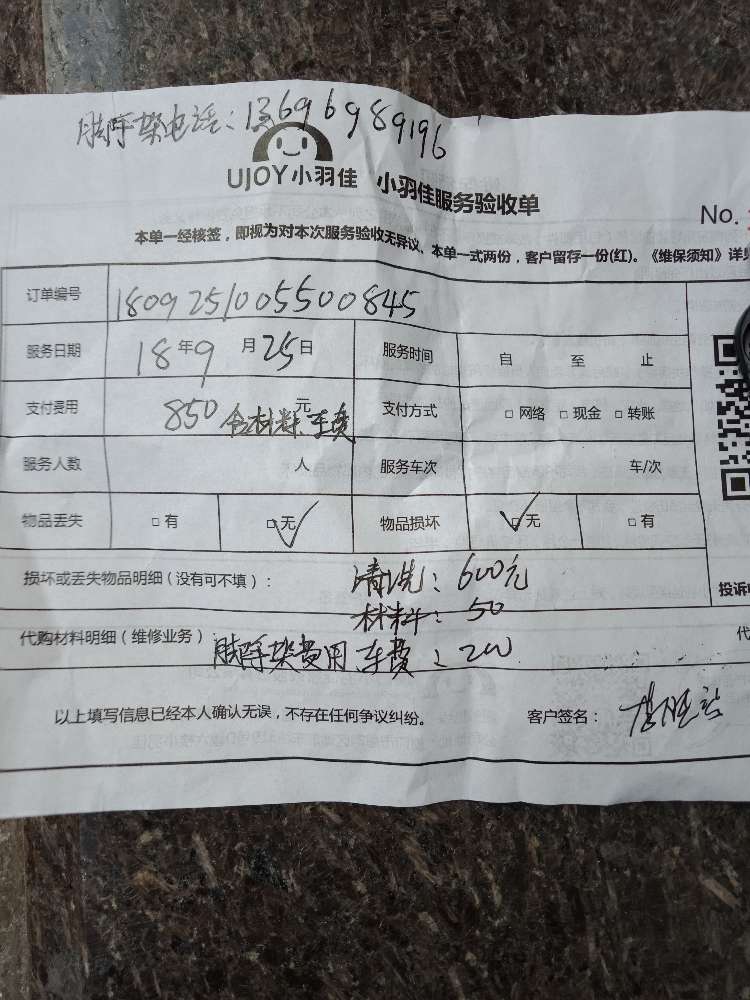 脚除架电话：13696989196
UJOY小羽佳 小羽佳服务验收单
No.
本单一经核签，即视为对本次服务验收无异议、本单一式两份，客户留存一份(红)。《维保须知》详
订单编号 1809251005500845
服务日期 18年9月25日 服务时间 自 至 止
支付费用 850元 含材料、车费 支付方式 □网络 □现金 □转账
服务人数 人 服务车次 车/次
物品丢失 □有 □无 物品损坏 □无 □有
损坏或丢失物品明细（没有可不填）： 清洗：600元
材料：50
代购材料明细（维修业务） 脚除架费用、车费：200
投诉
代
以上填写信息已经本人确认无误，不存在任何争议纠纷。 客户签名：